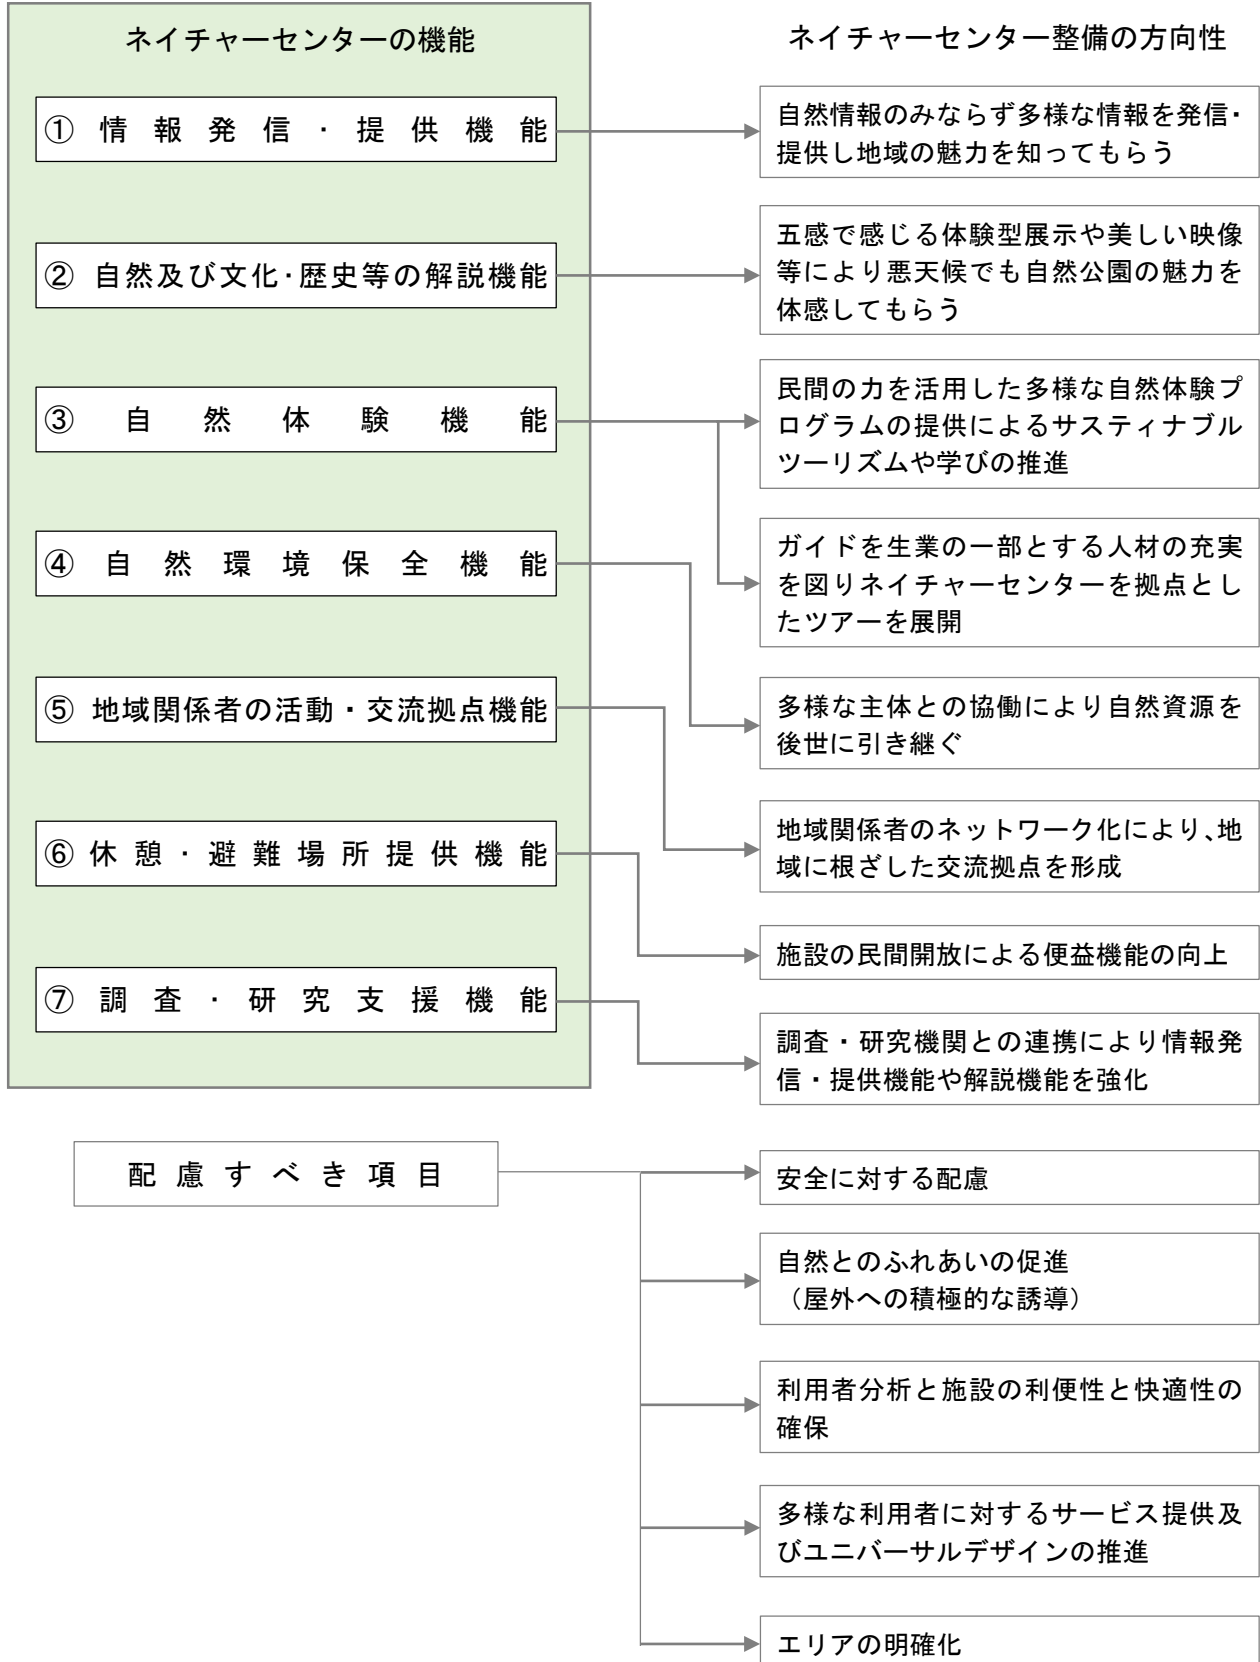 ネイチャーセンターの機能
ネイチャーセンター整備の方向性
① 情報発信・提供機能
自然情報のみならず多様な情報を発信・
提供し地域の魅力を知ってもらう
② 自然及び文化・歴史等の解説機能
五感で感じる体験型展示や美しい映像
等により悪天候でも自然公園の魅力を
体感してもらう
③ 自然体験機能
民間の力を活用した多様な自然体験プ
ログラムの提供によるサスティナブル
ツーリズムや学びの推進
ガイドを生業の一部とする人材の充実
を図りネイチャーセンターを拠点とし
たツアーを展開
④ 自然環境保全機能
多様な主体との協働により自然資源を
後世に引き継ぐ
⑤ 地域関係者の活動・交流拠点機能
地域関係者のネットワーク化により、地
域に根ざした交流拠点を形成
⑥ 休憩・避難場所提供機能
施設の民間開放による便益機能の向上
⑦ 調査・研究支援機能
調査・研究機関との連携により情報発
信・提供機能や解説機能を強化
配慮すべき項目
安全に対する配慮
自然とのふれあいの促進
（屋外への積極的な誘導）
利用者分析と施設の利便性と快適性の
確保
多様な利用者に対するサービス提供及
びユニバーサルデザインの推進
エリアの明確化